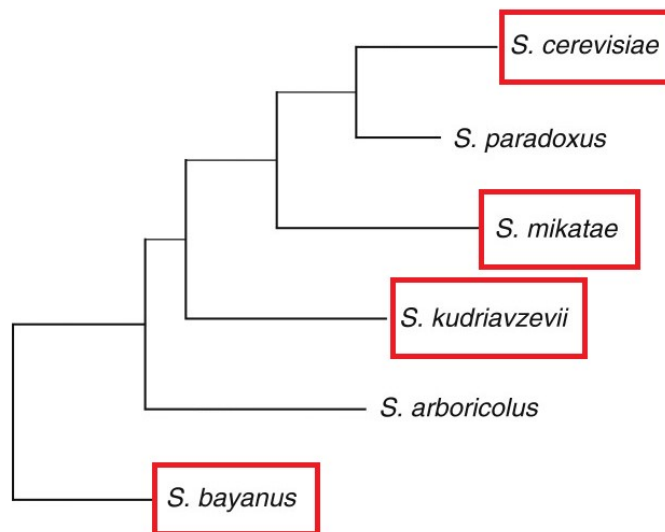 S. cerevisiae
S. paradoxus
S. mikatae
S. kudriavzevii
S. arboricolus
S. bayanus